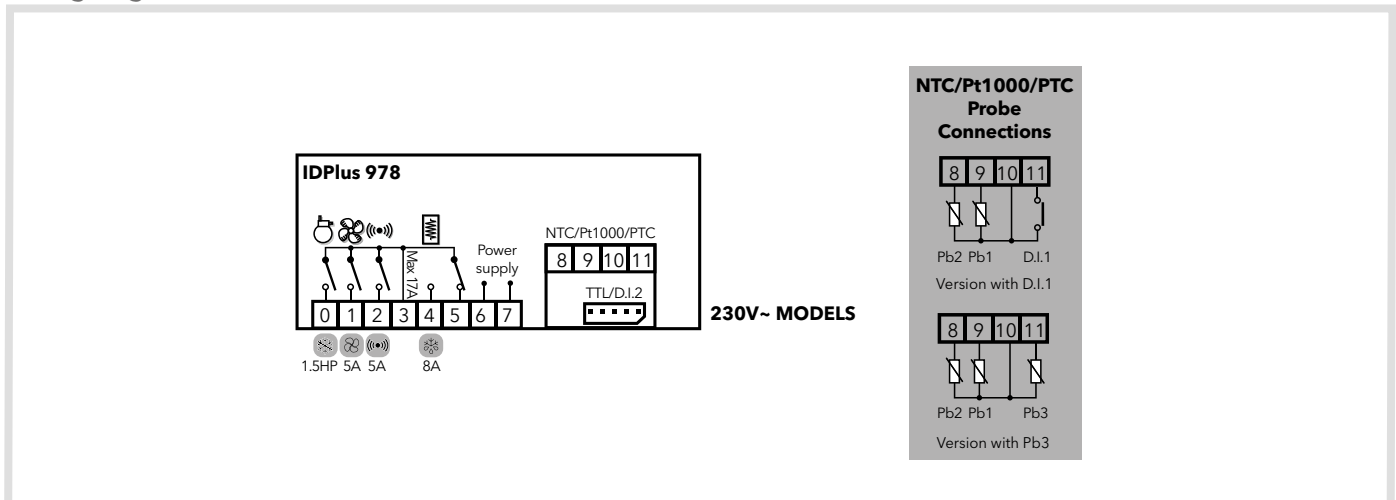 IDPlus 978
Max 17A
Power
supply
0 1 2 3 4 5 6 7
1.5HP 5A 5A 8A
NTC/Pt1000/PTC
8 9 10 11
TTL/D.I.2
230V~ MODELS
NTC/Pt1000/PTC
Probe
Connections
8 9 10 11
Pb2 Pb1 D.I.1
Version with D.I.1
8 9 10 11
Pb2 Pb1 Pb3
Version with Pb3